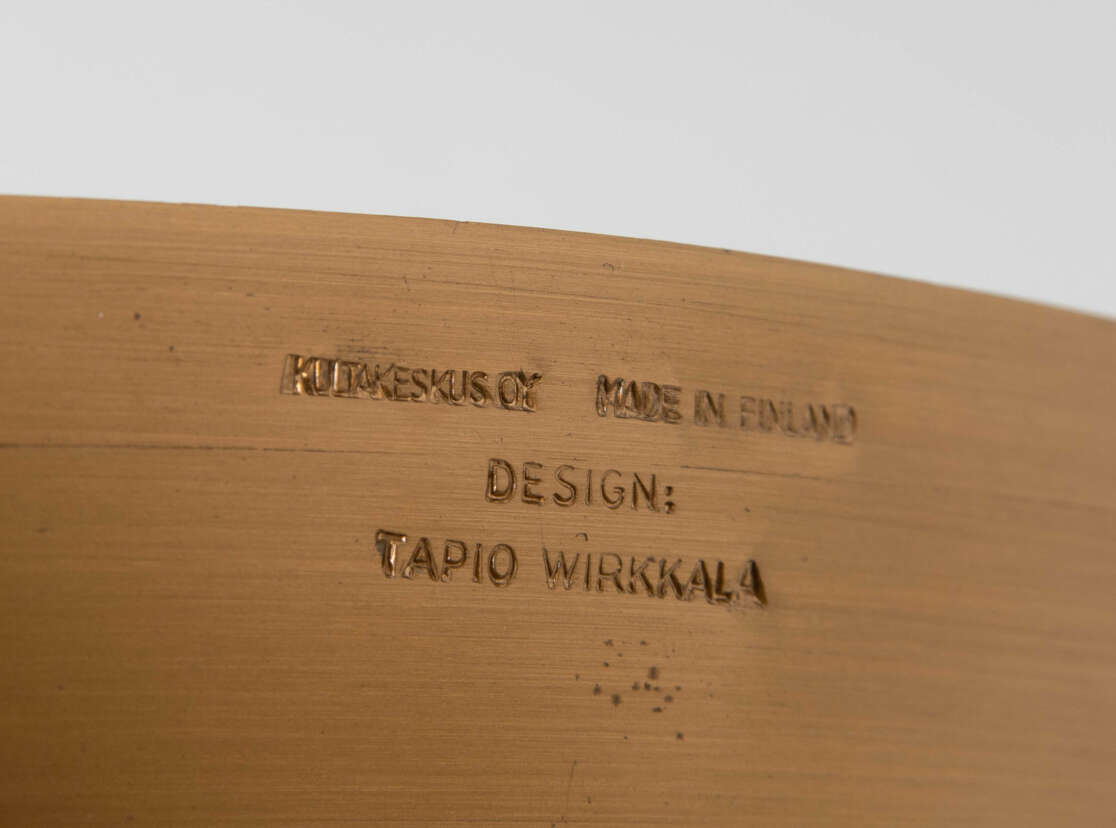 KULTAKESKUS OY MADE IN FINLAND
DESIGN:
TAPIO WIRKKALA